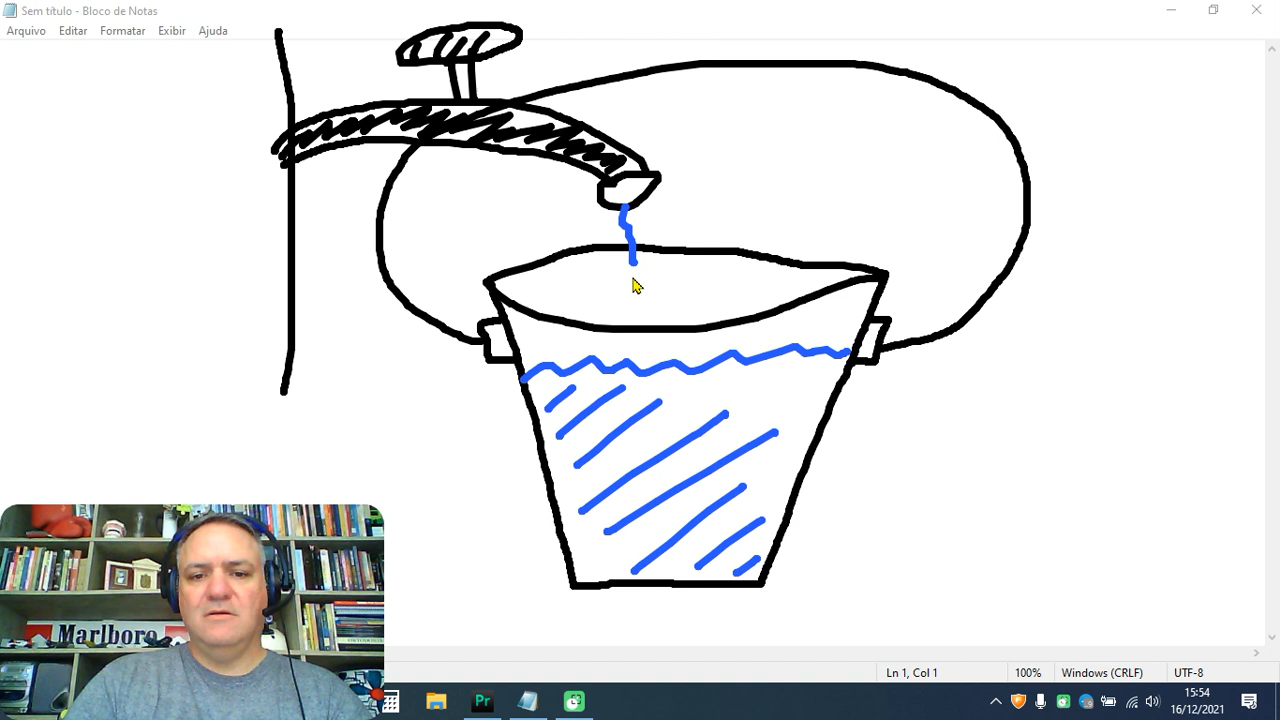 Sem título - Bloco de Notas
Arquivo Editar Formatar Exibir Ajuda
Marlboro
Ln 1, Col 1 100% Windows (CRLF) UTF-8
Pr
15:54
16/12/2021